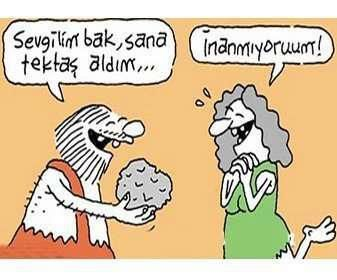 Sevgilim bak, sana
tektaş aldım...
İnanmıyoruum!